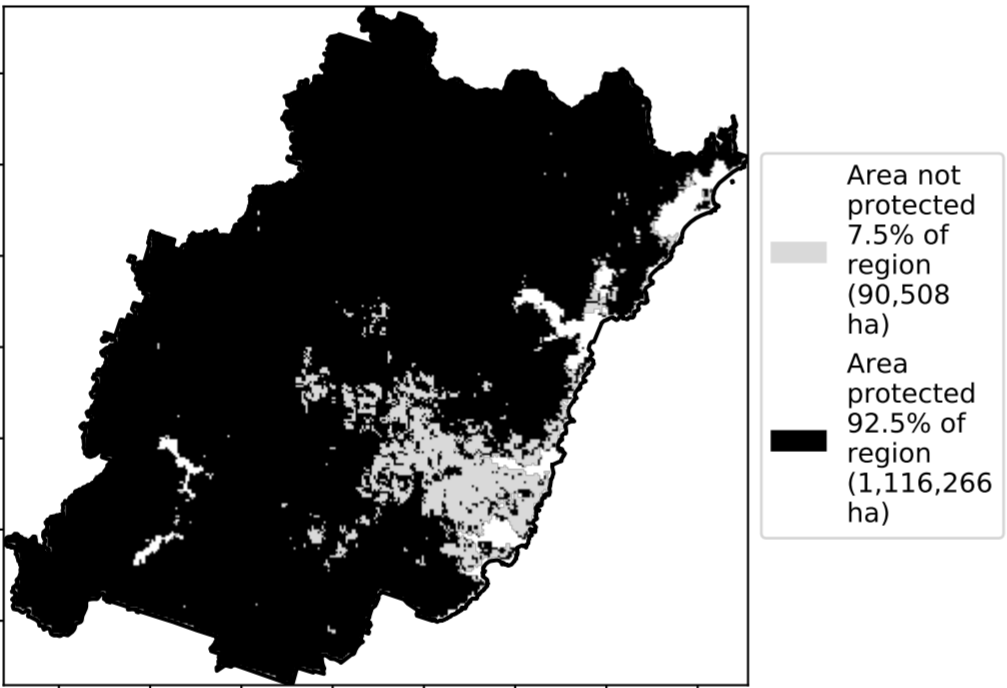 Area not
protected
7.5% of
region
(90,508
ha)
Area
protected
92.5% of
region
(1,116,266
ha)